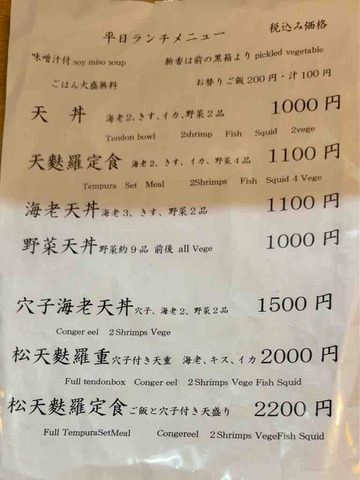 平日ランチメニュー 税込み価格
味噌汁付 soy miso soup 新香は前の黒箱より pickled vegetable
ごはん大盛無料 お替りご飯200円・汁100円
天丼 海老2、きす、イカ、野菜2品 1000円
Tendon bowl 2shrimp Fish Squid 2vege
天麩羅定食 海老2、きす、イカ、野菜4品 1100円
Tempura Set Meal 2Shrimps Fish Squid 4 Vege
海老天丼 海老3、きす、野菜2品 1100円
野菜天丼 野菜約9品 前後 all Vege 1000円
穴子海老天丼 穴子、海老2、野菜2品 1500円
Conger eel 2Shrimps Vege
松天麩羅重 穴子付き天重 海老、キス、イカ 2000円
Full tendonbox Conger eel 2Shrimps Vege Fish Squid
松天麩羅定食 ご飯と穴子付き天盛り 2200円
Full TempuraSetMeal Congereel 2Shrimps VegeFish Squid